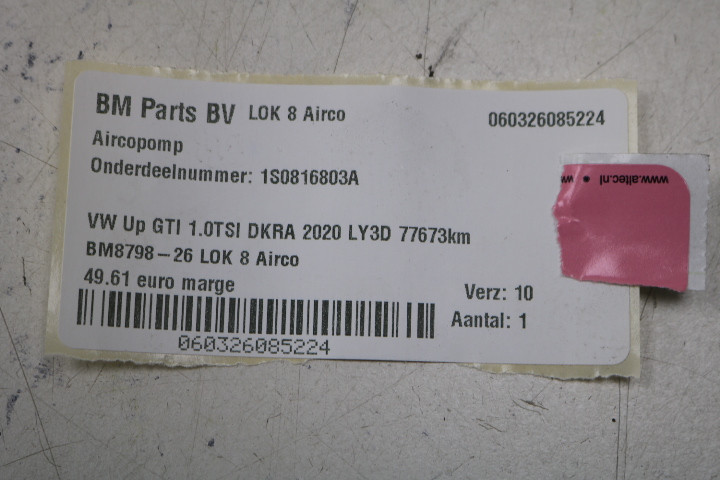 BM Parts BV LOK 8 Airco 060326085224
Aircopomp
Onderdeelnummer: 1S0816803A
www.altec.nl • w
VW Up GTI 1.0TSI DKRA 2020 LY3D 77673km
BM8798-26 LOK 8 Airco
49.61 euro marge
Verz: 10
Aantal: 1
060326085224